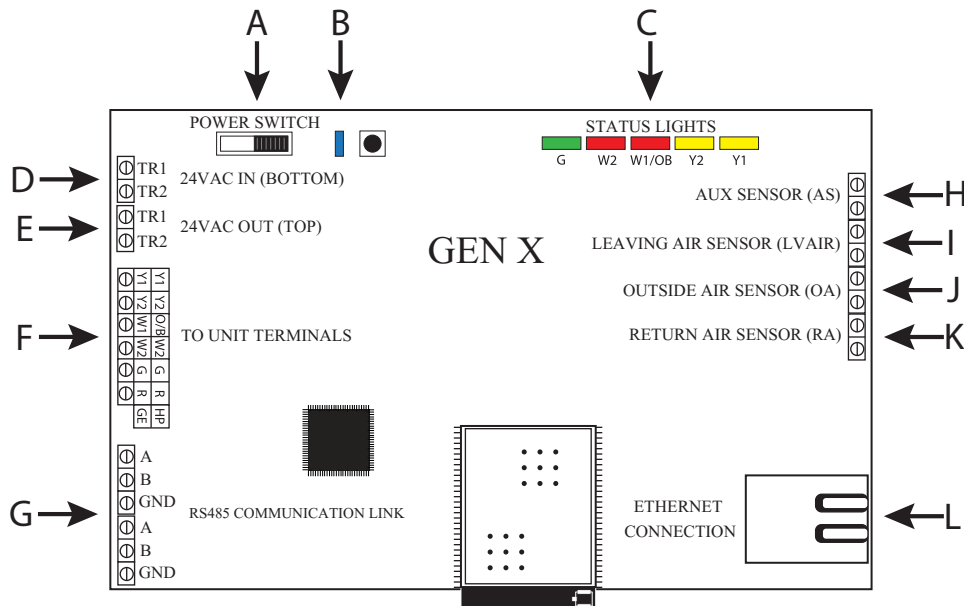 A
B
C
POWER SWITCH
STATUS LIGHTS
G
W2
W1/OB
Y2
Y1
D
TR1
TR2
24VAC IN (BOTTOM)
E
TR1
TR2
24VAC OUT (TOP)
GEN X
AUX SENSOR (AS)
H
LEAVING AIR SENSOR (LVAIR)
I
OUTSIDE AIR SENSOR (OA)
J
RETURN AIR SENSOR (RA)
K
F
Y1 Y1
Y2 Y2
W1 O/B
W2 W2
G G
R R
GE HP
TO UNIT TERMINALS
G
A
B
GND
A
B
GND
RS485 COMMUNICATION LINK
ETHERNET
CONNECTION
L